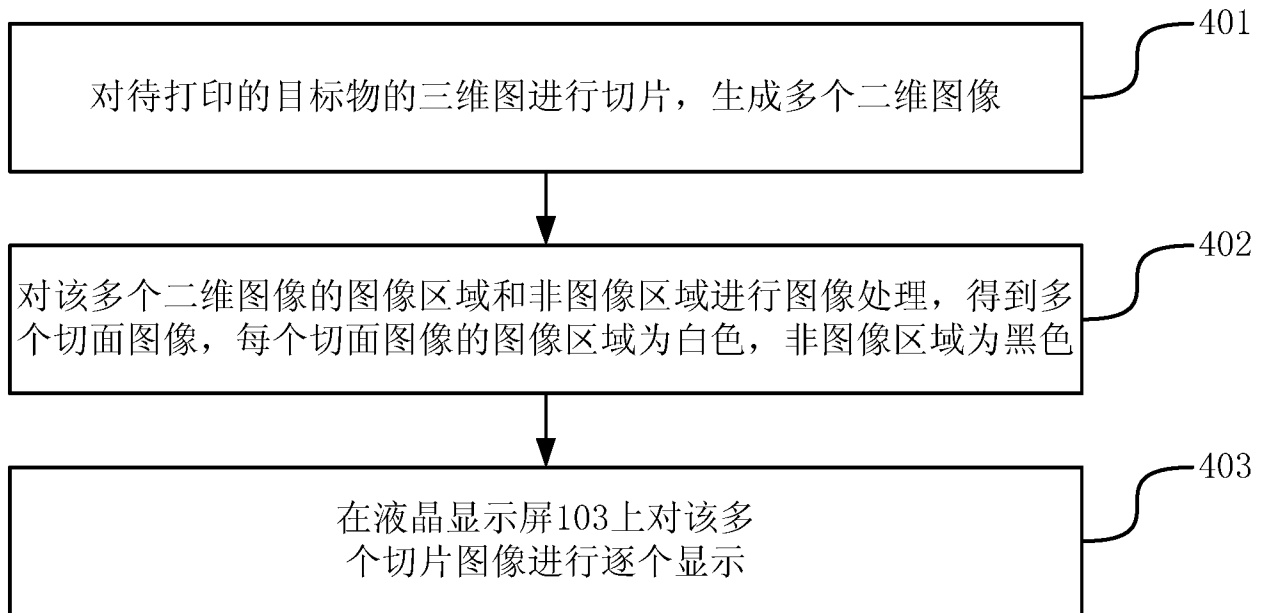 401
对待打印的目标物的三维图进行切片，生成多个二维图像
402
对该多个二维图像的图像区域和非图像区域进行图像处理，得到多
个切面图像，每个切面图像的图像区域为白色，非图像区域为黑色
403
在液晶显示屏103上对该多
个切片图像进行逐个显示